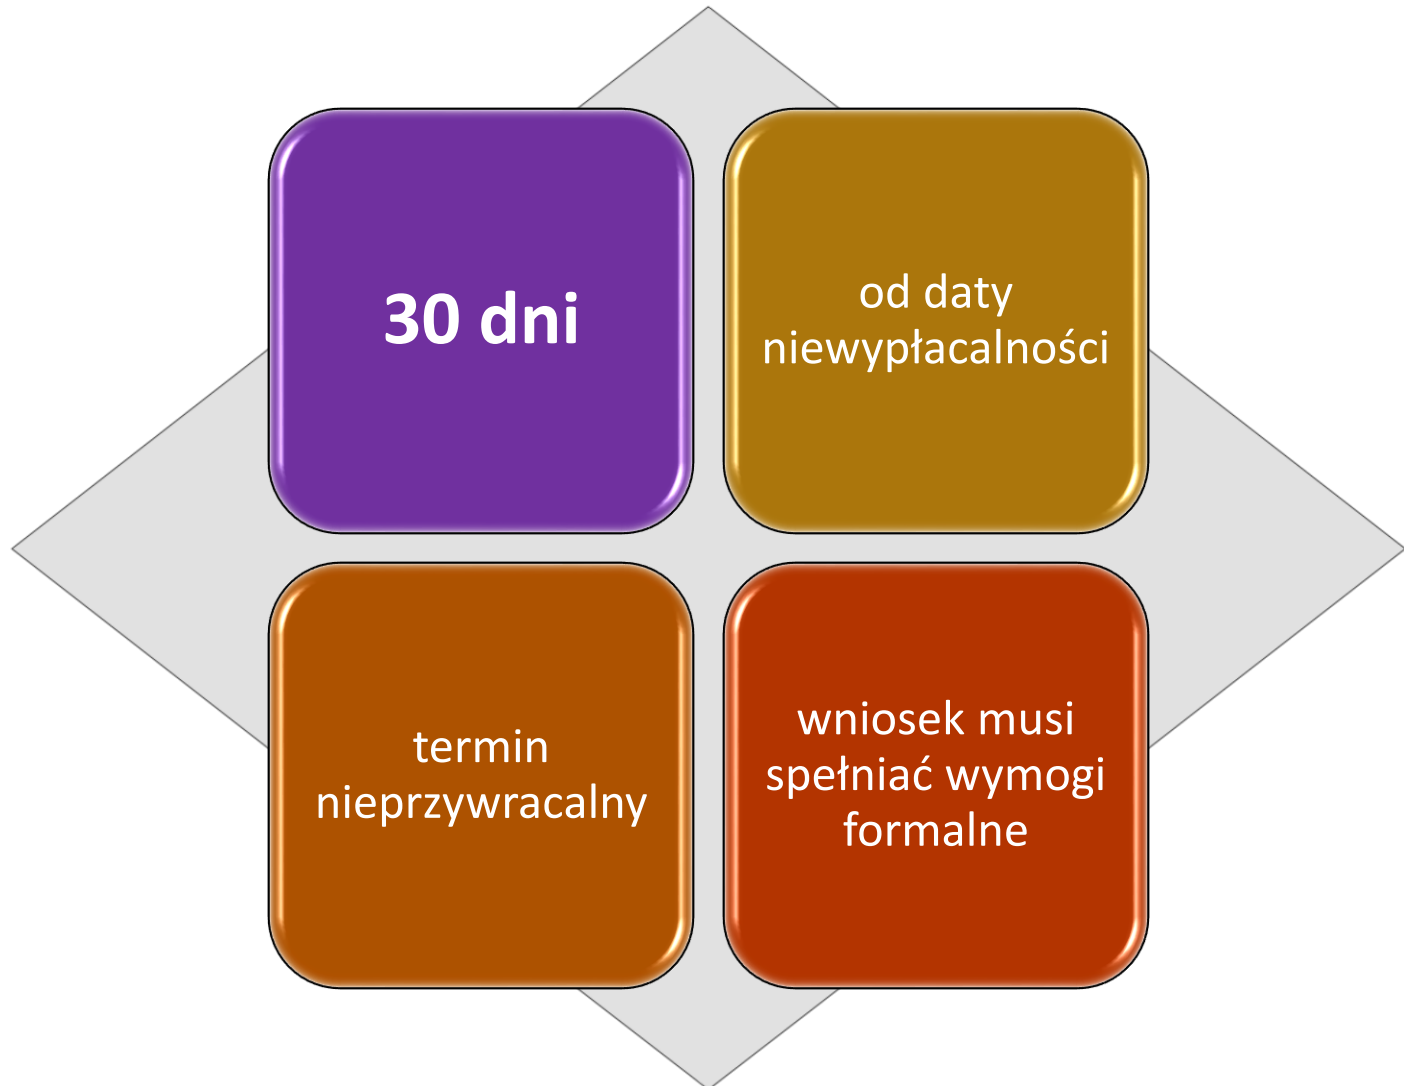 30 dni
od daty
niewypłacalności
termin
nieprzywracalny
wniosek musi
spełniać wymogi
formalne